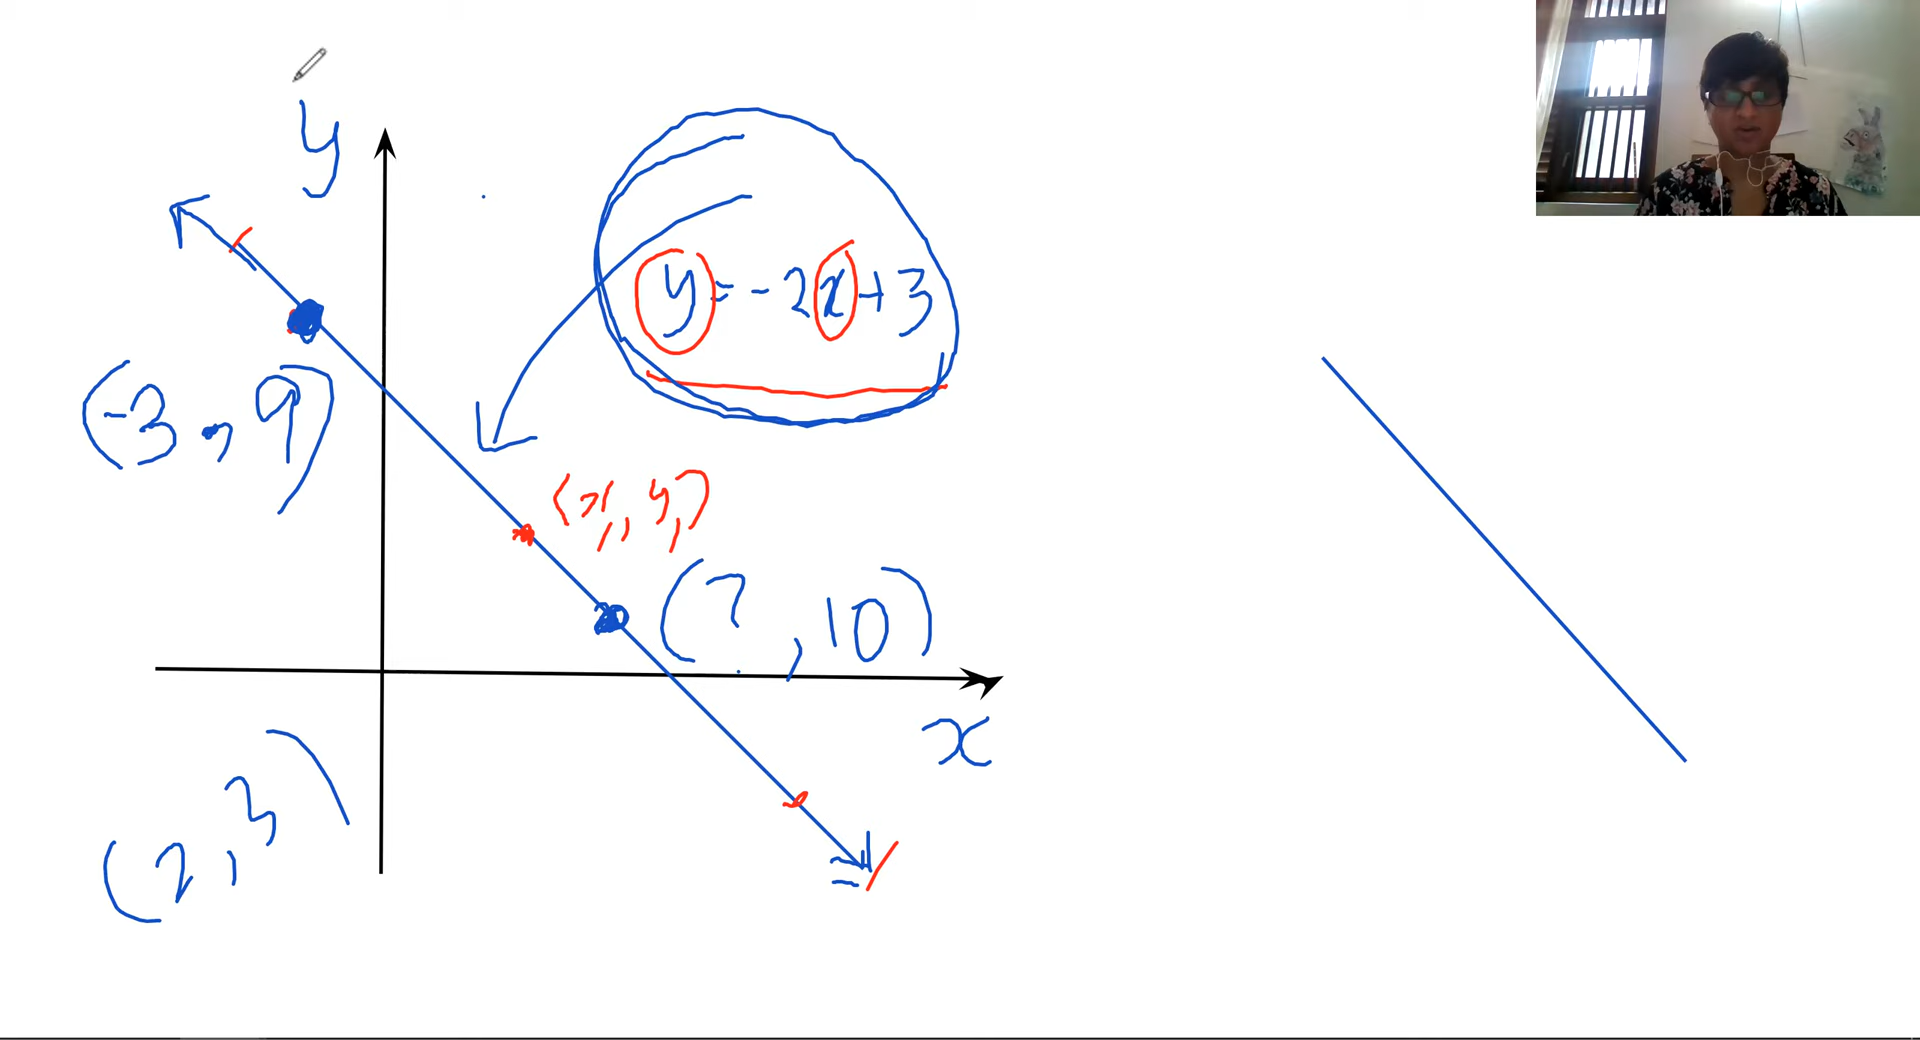 y
y = -2x + 3
(-3, 9)
(x, y)
(?, 10)
x
(2, 3)